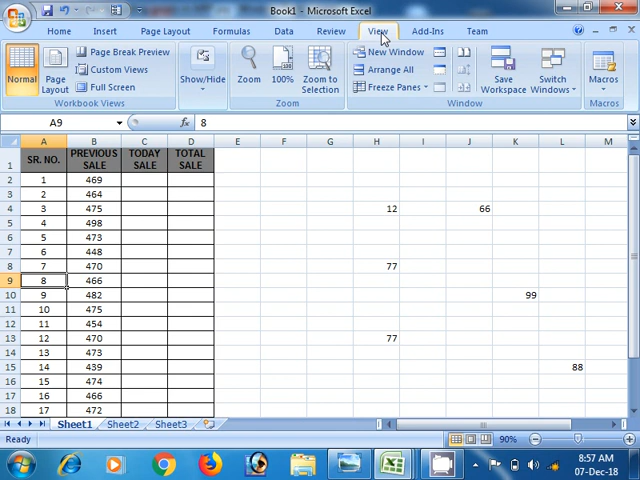 Book1 - Microsoft Excel
Home Insert Page Layout Formulas Data Review View Add-Ins Team
Normal Page Layout Page Break Preview Custom Views Full Screen Show/Hide Zoom 100% Zoom to Selection New Window Arrange All Freeze Panes Save Workspace Switch Windows Macros
Workbook Views Zoom Window Macros
A9 fx 8
A B C D E F G H I J K L M
1 SR. NO. PREVIOUS SALE TODAY SALE TOTAL SALE
2 1 469
3 2 464
4 3 475 12 66
5 4 498
6 5 473
7 6 448
8 7 470 77
9 8 466
10 9 482 99
11 10 475
12 11 454
13 12 470 77
14 13 473
15 14 439 88
16 15 474
17 16 466
18 17 472
Sheet1 Sheet2 Sheet3
Ready 90%
8:57 AM
07-Dec-18